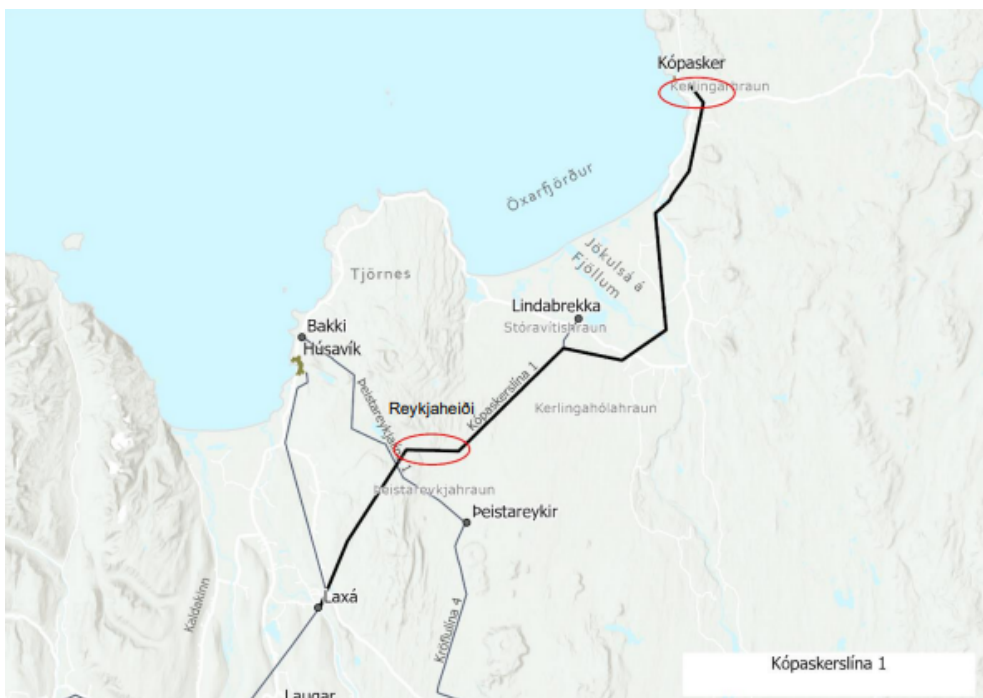 Kópasker
Kerlingarhraun
Öxarfjörður
Tjörnes
Jökulsá á
Fjöllum
Lindabrekka
Stóravítishraun
Bakki
Húsavík
Kópaskerslína 1
Reykjaheiði
Kerlingahólahraun
Þeistareykjahraun
Þeistareykir
Laxá
Kaldakinn
Kröflulína 4
Laugar
Kópaskerslína 1